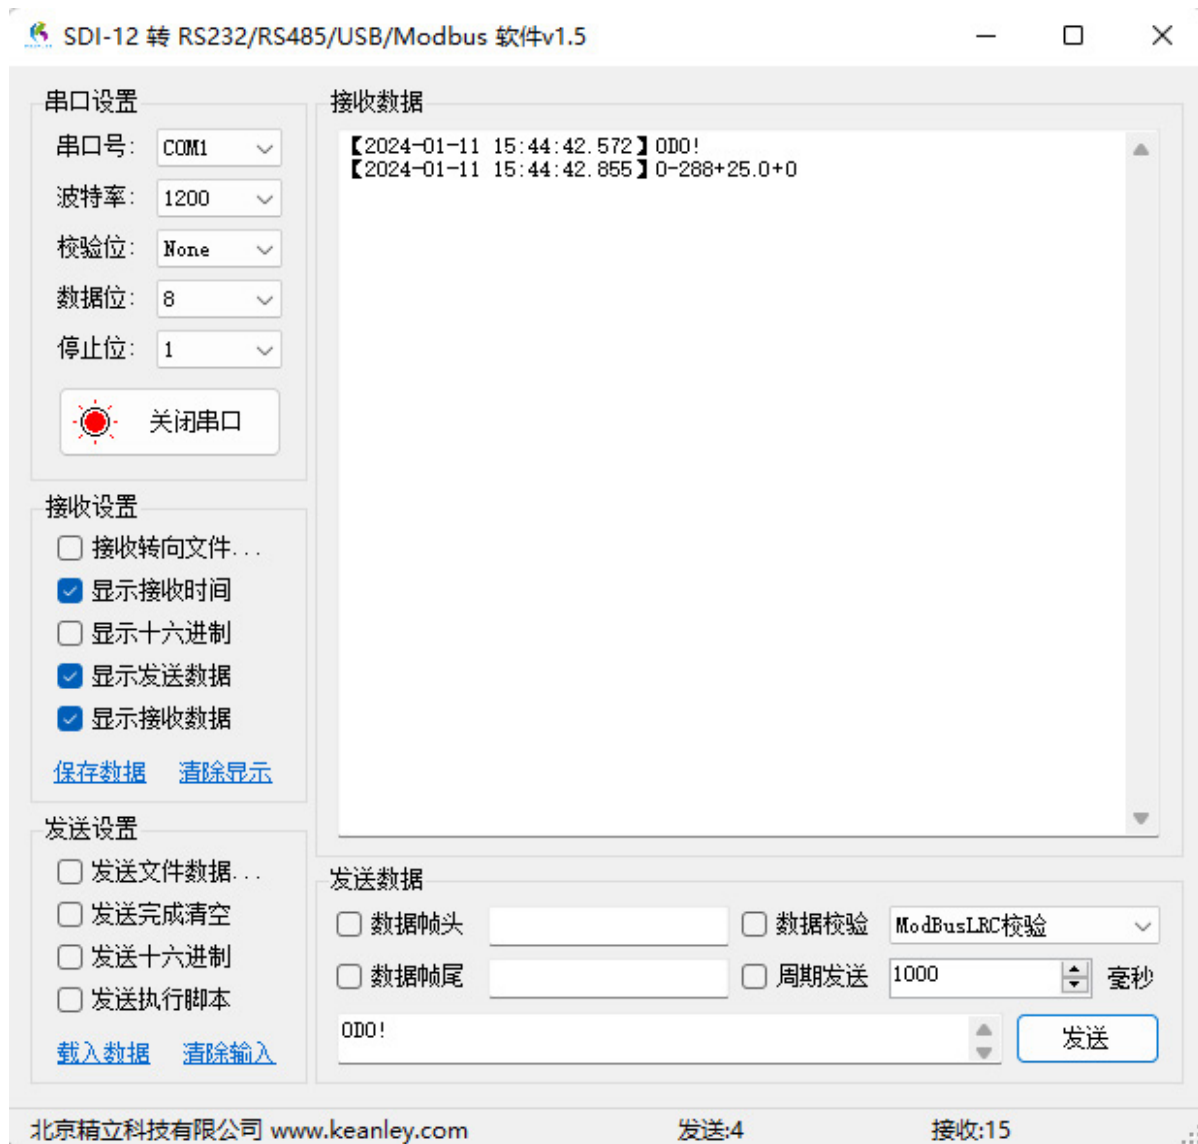 SDI-12 转 RS232/RS485/USB/Modbus 软件v1.5
串口设置
串口号: COM1
波特率: 1200
校验位: None
数据位: 8
停止位: 1
关闭串口
接收设置
接收转向文件...
显示接收时间
显示十六进制
显示发送数据
显示接收数据
保存数据 清除显示
发送设置
发送文件数据...
发送完成清空
发送十六进制
发送执行脚本
载入数据 清除输入
接收数据
【2024-01-11 15:44:42.572】0D0!
【2024-01-11 15:44:42.855】0-288+25.0+0
发送数据
数据帧头 数据校验 ModBusLRC校验
数据帧尾 周期发送 1000 毫秒
0D0! 发送
北京精立科技有限公司 www.keanley.com 发送:4 接收:15